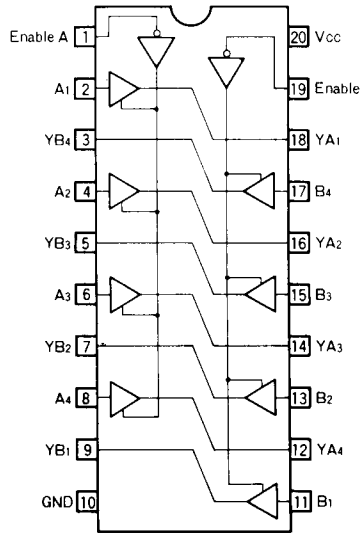 Enable A 1
20 Vcc
A1 2
19 Enable
YB4 3
18 YA1
A2 4
17 B4
YB3 5
16 YA2
A3 6
15 B3
YB2 7
14 YA3
A4 8
13 B2
YB1 9
12 YA4
GND 10
11 B1